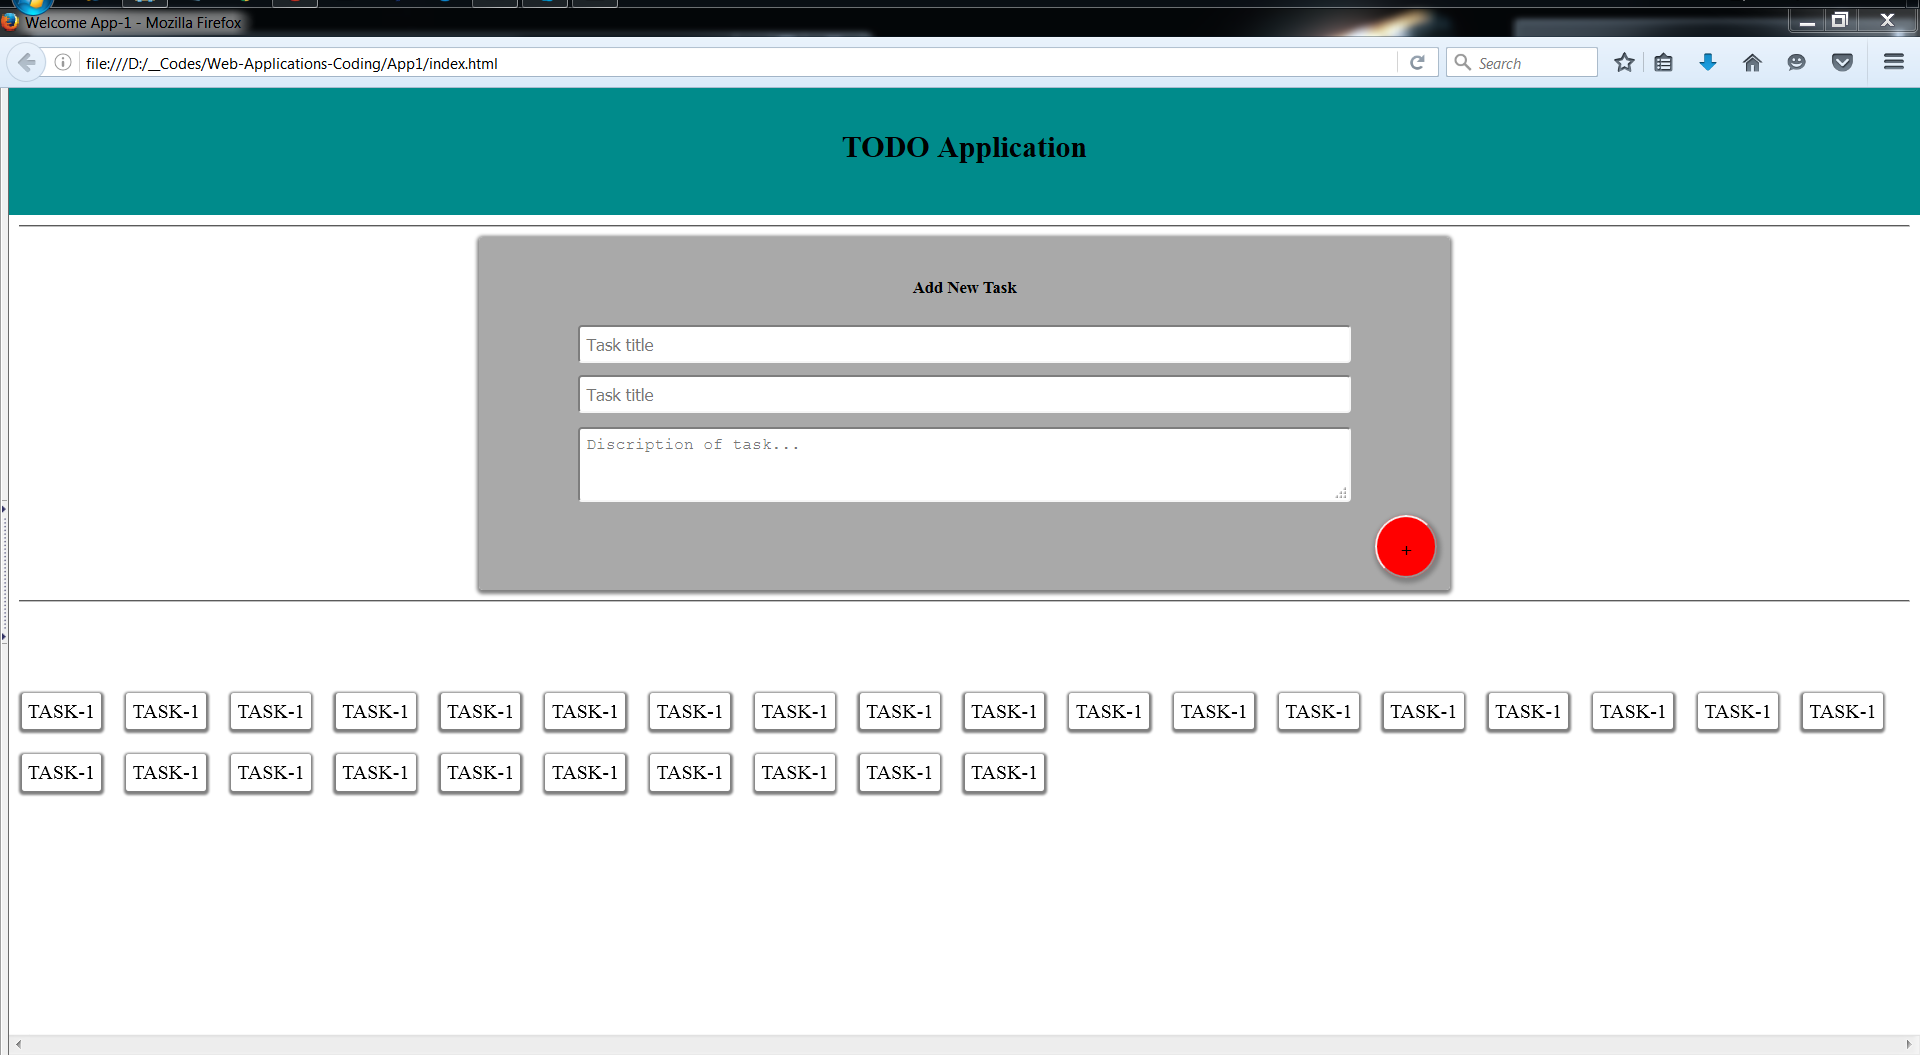 Welcome App-1 - Mozilla Firefox
file:///D:/__Codes/Web-Applications-Coding/App1/index.html Search
TODO Application
Add New Task
Task title
Task title
Discription of task...
+
TASK-1 TASK-1 TASK-1 TASK-1 TASK-1 TASK-1 TASK-1 TASK-1 TASK-1 TASK-1 TASK-1 TASK-1 TASK-1 TASK-1 TASK-1 TASK-1 TASK-1 TASK-1
TASK-1 TASK-1 TASK-1 TASK-1 TASK-1 TASK-1 TASK-1 TASK-1 TASK-1 TASK-1